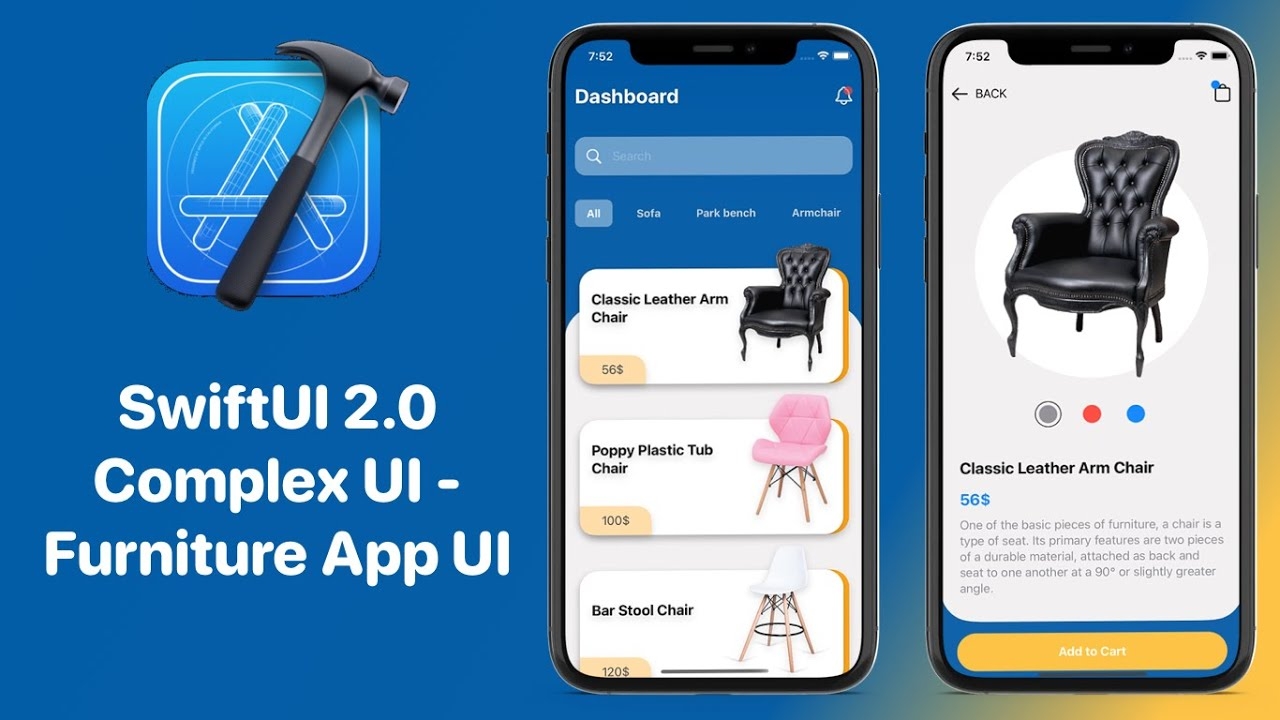 SwiftUI 2.0
Complex UI -
Furniture App UI
7:52
Dashboard
Search
All Sofa Park bench Armchair
Classic Leather Arm
Chair
56$
Poppy Plastic Tub
Chair
100$
Bar Stool Chair
120$
7:52
BACK
Classic Leather Arm Chair
56$
One of the basic pieces of furniture, a chair is a
type of seat. Its primary features are two pieces
of a durable material, attached as back and
seat to one another at a 90° or slightly greater
angle.
Add to Cart